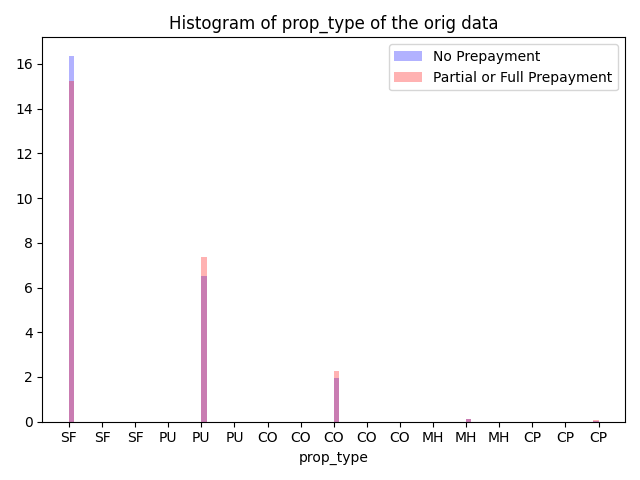 Histogram of prop_type of the orig data
No Prepayment
Partial or Full Prepayment
16
14
12
10
8
6
4
2
0
SF SF SF PU PU PU CO CO CO CO CO MH MH MH CP CP CP
prop_type